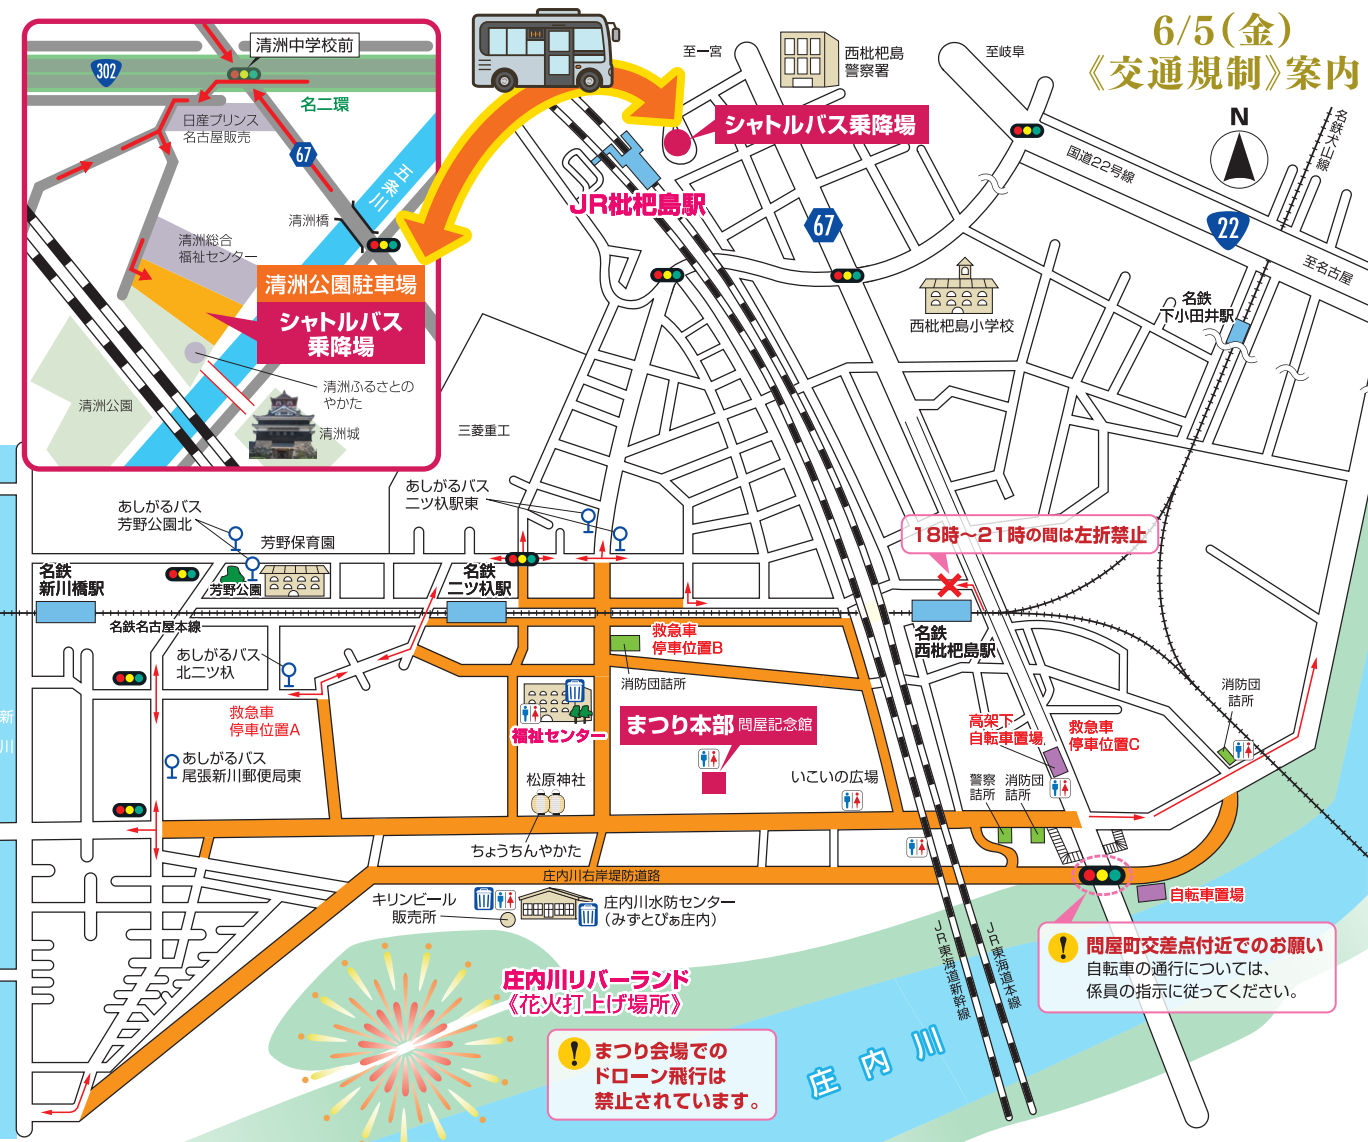 6/5(金)
《交通規制》案内
N
清洲中学校前
302
名二環
日産プリンス
名古屋販売
67
五条川
清洲橋
清洲総合
福祉センター
清洲公園駐車場
シャトルバス
乗降場
清洲ふるさとの
やかた
清洲公園
清洲城
至一宮
西枇杷島
警察署
至岐阜
シャトルバス乗降場
JR枇杷島駅
67
国道22号線
名鉄犬山線
22
至名古屋
西枇杷島小学校
名鉄
下小田井駅
三菱重工
あしがるバス
二ツ杁駅東
あしがるバス
芳野公園北
芳野保育園
芳野公園
名鉄
新川橋駅
名鉄
二ツ杁駅
名鉄名古屋本線
18時〜21時の間は左折禁止
名鉄
西枇杷島駅
あしがるバス
北二ツ杁
救急車
停車位置A
救急車
停車位置B
消防団詰所
福祉センター
まつり本部 問屋記念館
高架下
自転車置場
救急車
停車位置C
消防団
詰所
新川
あしがるバス
尾張新川郵便局東
松原神社
いこいの広場
警察
詰所
消防団
詰所
ちょうちんやかた
庄内川右岸堤防道路
キリンビール
販売所
庄内川水防センター
(みずとぴぁ庄内)
自転車置場
JR東海道新幹線
JR東海道本線
問屋町交差点付近でのお願い
自転車の通行については、
係員の指示に従ってください。
庄内川リバーランド
《花火打上げ場所》
まつり会場での
ドローン飛行は
禁止されています。
庄内川